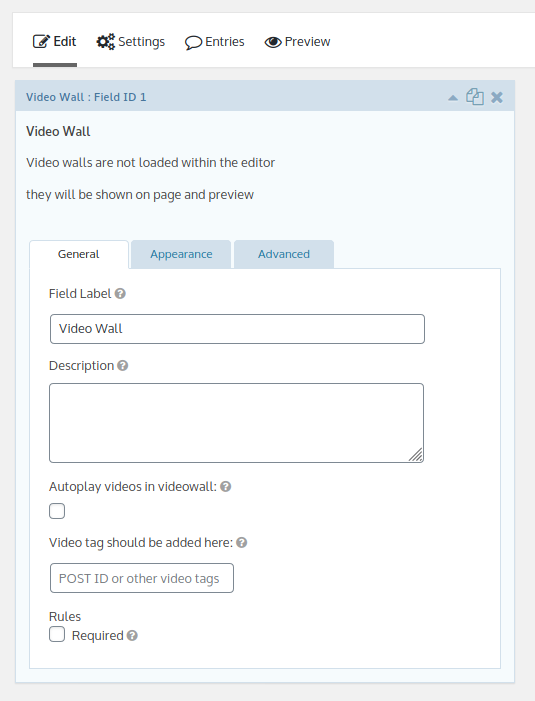 Edit Settings Entries Preview
Video Wall : Field ID 1
Video Wall
Video walls are not loaded within the editor
they will be shown on page and preview
General Appearance Advanced
Field Label
Video Wall
Description
Autoplay videos in videowall:
Video tag should be added here:
POST ID or other video tags
Rules
Required